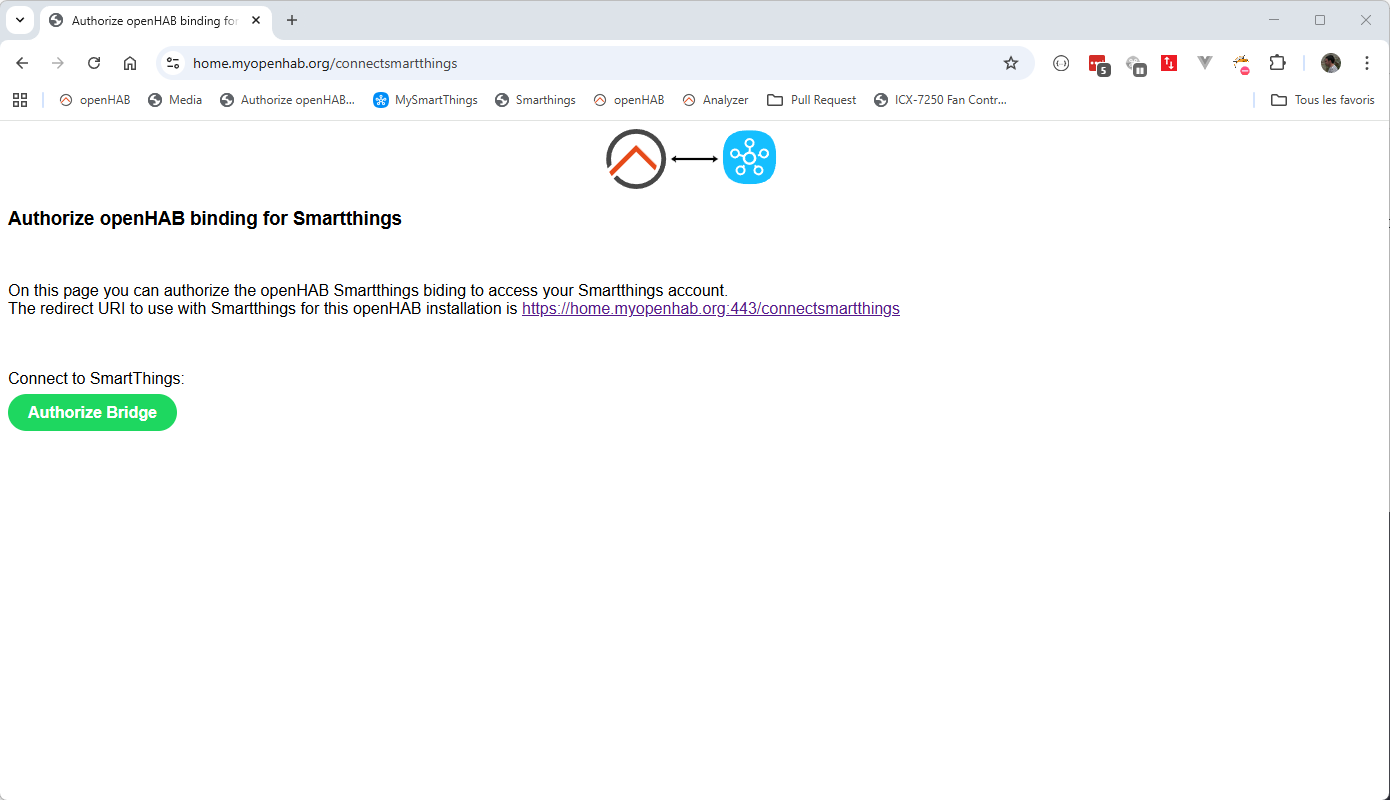 Authorize openHAB binding for
home.myopenhab.org/connectsmartthings
5
openHAB
Media
Authorize openHAB...
MySmartThings
Smarthings
openHAB
Analyzer
Pull Request
ICX-7250 Fan Contr...
Tous les favoris
Authorize openHAB binding for Smartthings
On this page you can authorize the openHAB Smartthings biding to access your Smartthings account.
The redirect URI to use with Smartthings for this openHAB installation is https://home.myopenhab.org:443/connectsmartthings
Connect to SmartThings:
Authorize Bridge